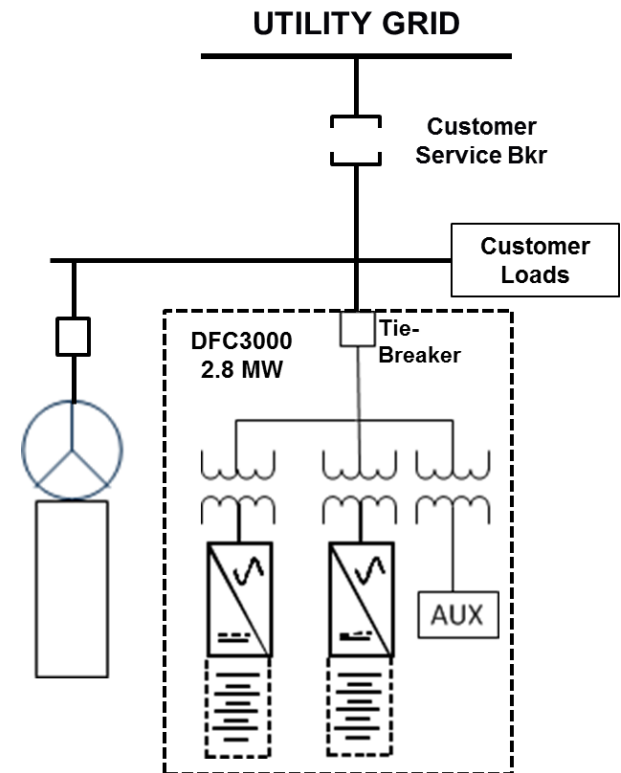 UTILITY GRID
Customer
Service Bkr
Customer
Loads
DFC3000
2.8 MW
Tie-
Breaker
AUX